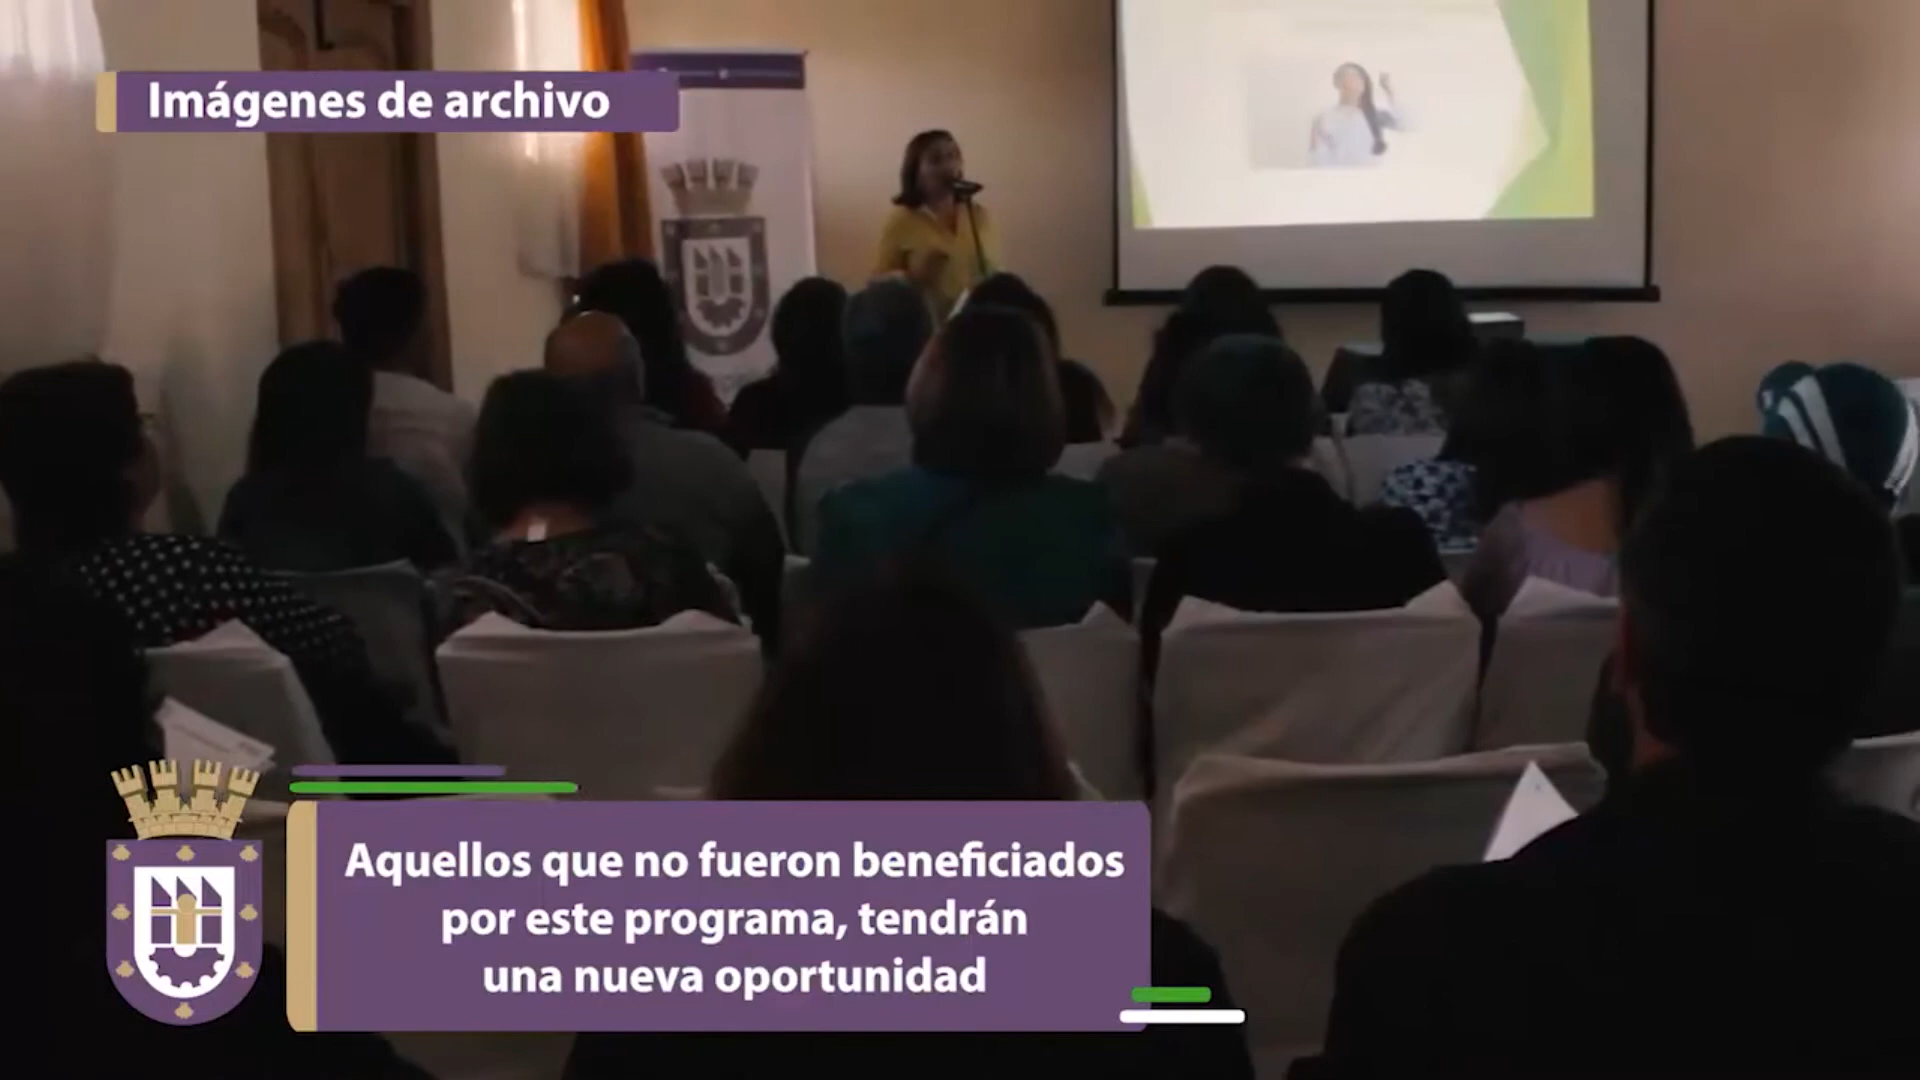 Imágenes de archivo
Aquellos que no fueron beneficiados
por este programa, tendrán
una nueva oportunidad